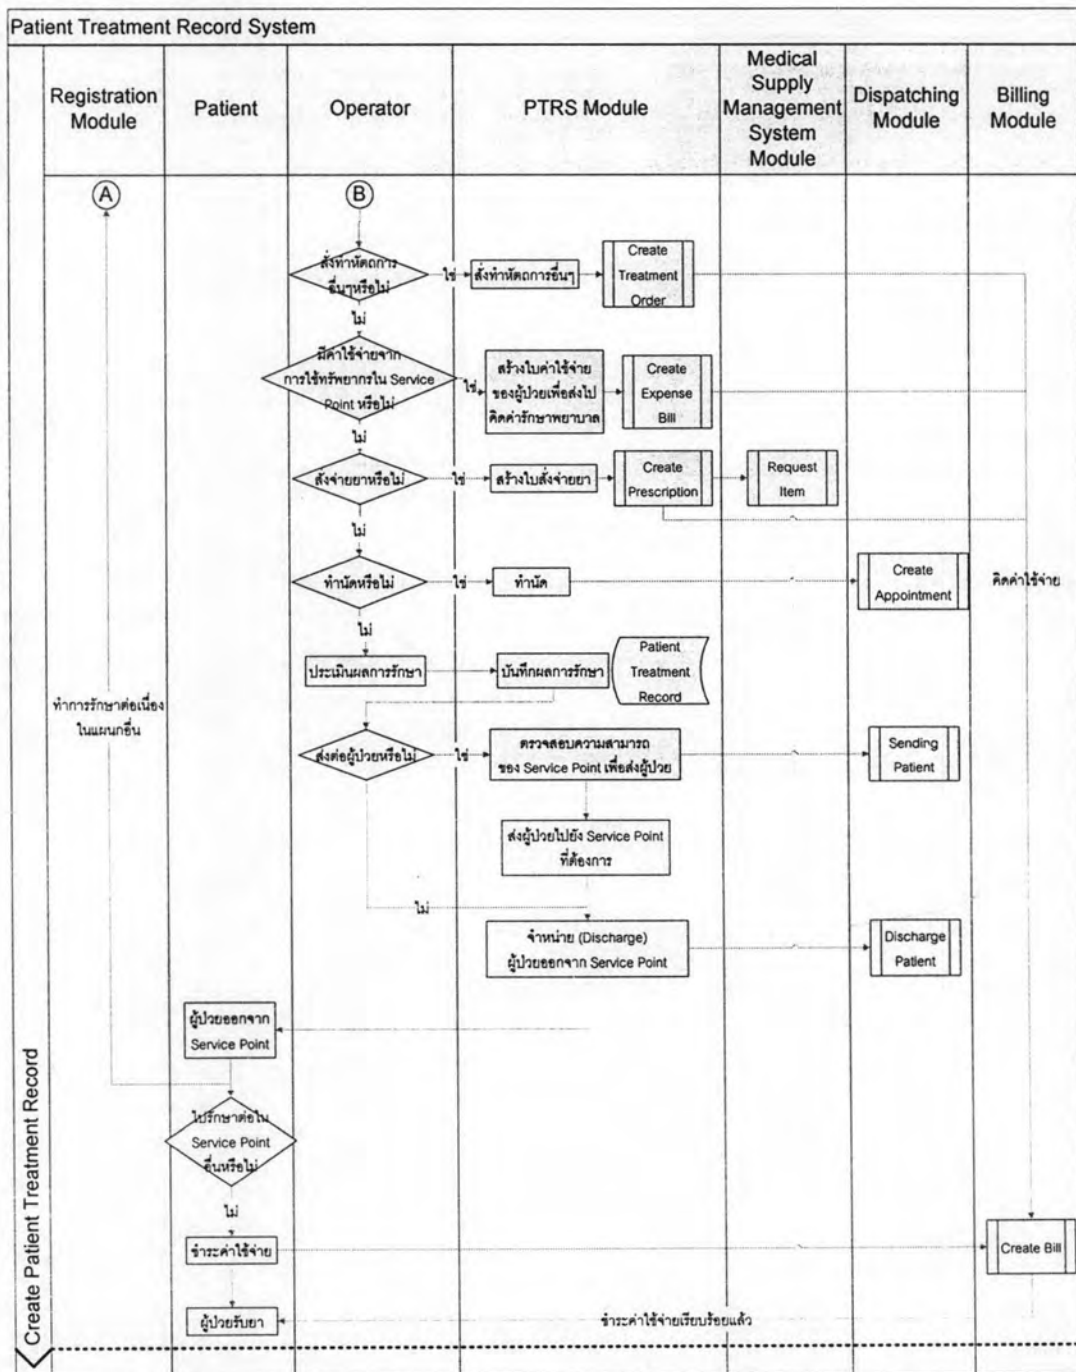 Patient Treatment Record System
Registration
Module
Patient
Operator
PTRS Module
Medical
Supply
Management
System
Module
Dispatching
Module
Billing
Module
A
B
สั่งทำหัตถการ
อื่นๆหรือไม่
ใช่
สั่งทำหัตถการอื่นๆ
Create
Treatment
Order
ไม่
มีค่าใช้จ่ายจาก
การใช้ทรัพยากรใน Service
Point หรือไม่
ใช่
สร้างใบค่าใช้จ่าย
ของผู้ป่วยเพื่อส่งไป
คิดค่ารักษาพยาบาล
Create
Expense
Bill
ไม่
สั่งจ่ายยาหรือไม่
ใช่
สร้างใบสั่งจ่ายยา
Create
Prescription
Request
Item
ไม่
ทำนัดหรือไม่
ใช่
ทำนัด
Create
Appointment
คิดค่าใช้จ่าย
ไม่
ประเมินผลการรักษา
บันทึกผลการรักษา
Patient
Treatment
Record
ทำการรักษาต่อเนื่อง
ในแผนกอื่น
ส่งต่อผู้ป่วยหรือไม่
ใช่
ตรวจสอบความสามารถ
ของ Service Point เพื่อส่งผู้ป่วย
Sending
Patient
ส่งผู้ป่วยไปยัง Service Point
ที่ต้องการ
ไม่
จำหน่าย (Discharge)
ผู้ป่วยออกจาก Service Point
Discharge
Patient
ผู้ป่วยออกจาก
Service Point
ไปรักษาต่อใน
Service Point
อื่นหรือไม่
ไม่
ชำระค่าใช้จ่าย
Create Bill
ผู้ป่วยรับยา
ชำระค่าใช้จ่ายเรียบร้อยแล้ว
Create Patient Treatment Record